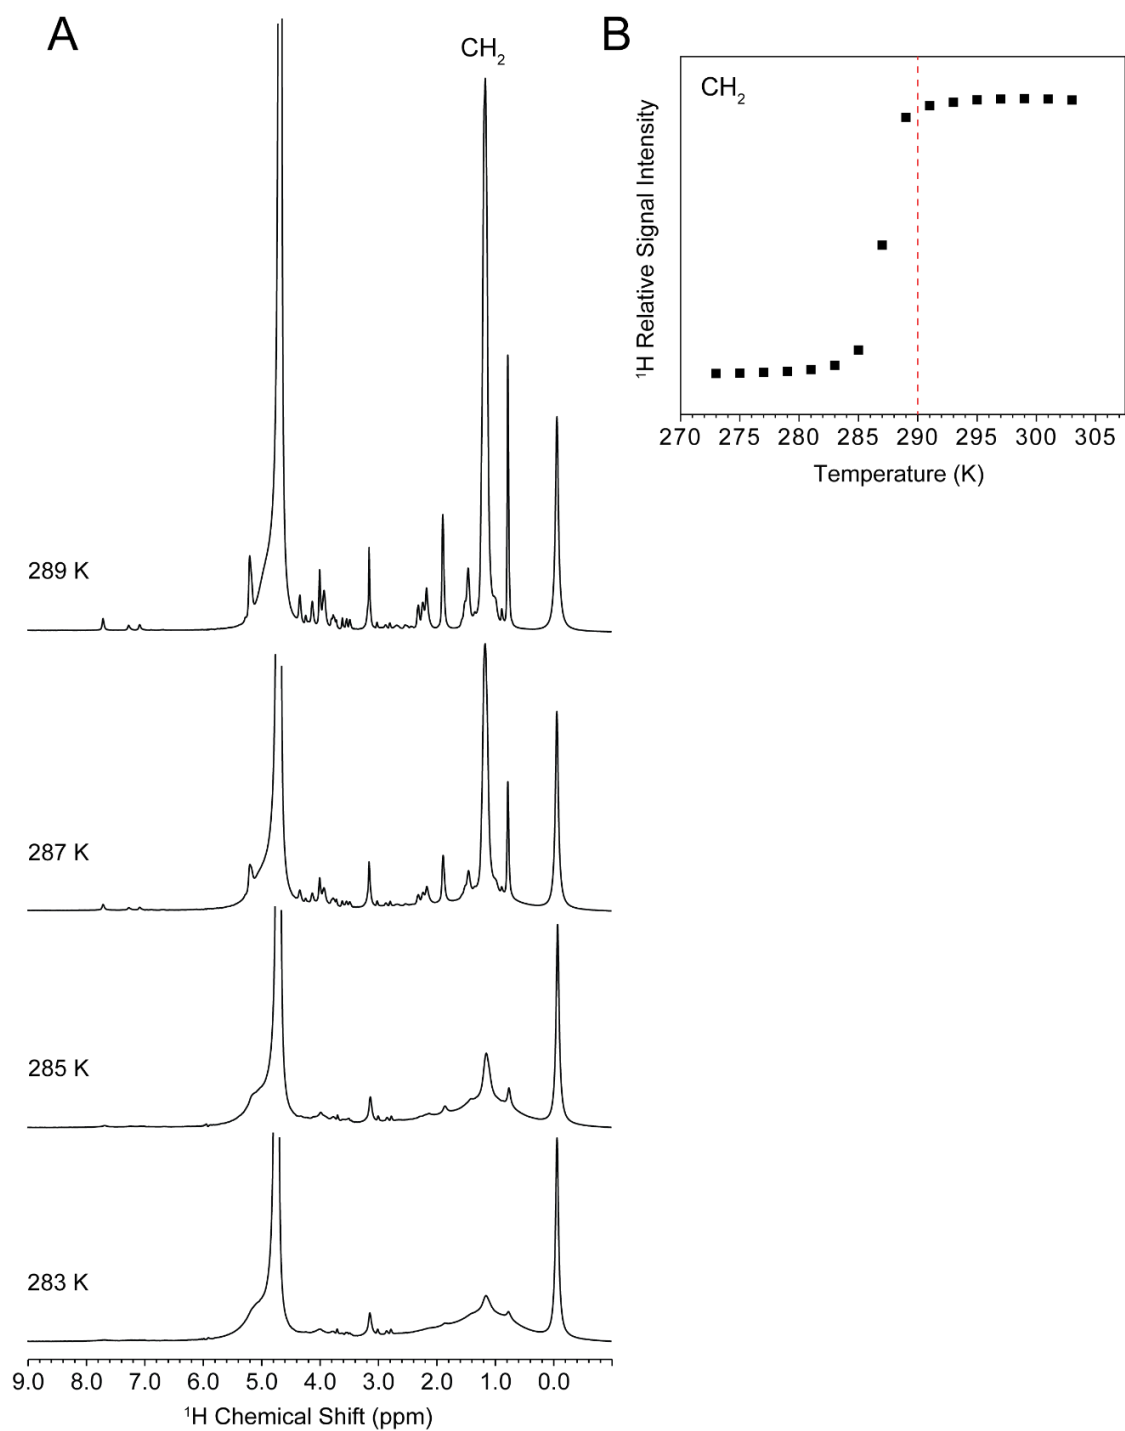 A
CH₂
289 K
287 K
285 K
283 K
9.0 8.0 7.0 6.0 5.0 4.0 3.0 2.0 1.0 0.0
¹H Chemical Shift (ppm)
B
CH₂
¹H Relative Signal Intensity
270 275 280 285 290 295 300 305
Temperature (K)